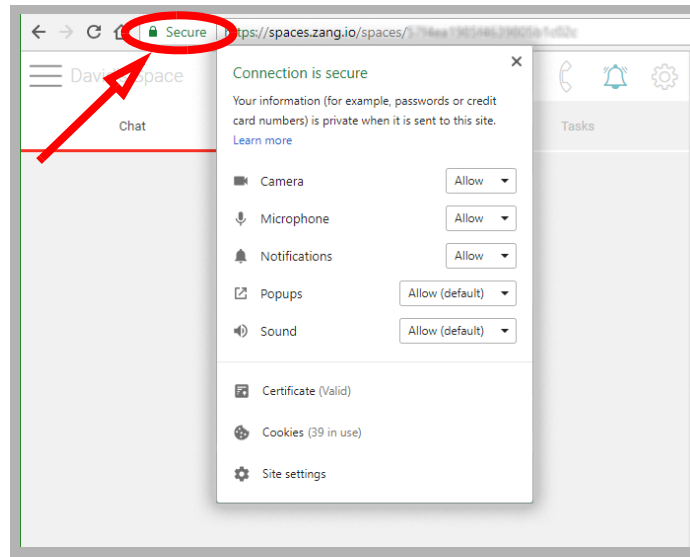 Secure https://spaces.zang.io/spaces/
David's Space
Chat
Tasks
Connection is secure
Your information (for example, passwords or credit
card numbers) is private when it is sent to this site.
Learn more
Camera Allow
Microphone Allow
Notifications Allow
Popups Allow (default)
Sound Allow (default)
Certificate (Valid)
Cookies (39 in use)
Site settings